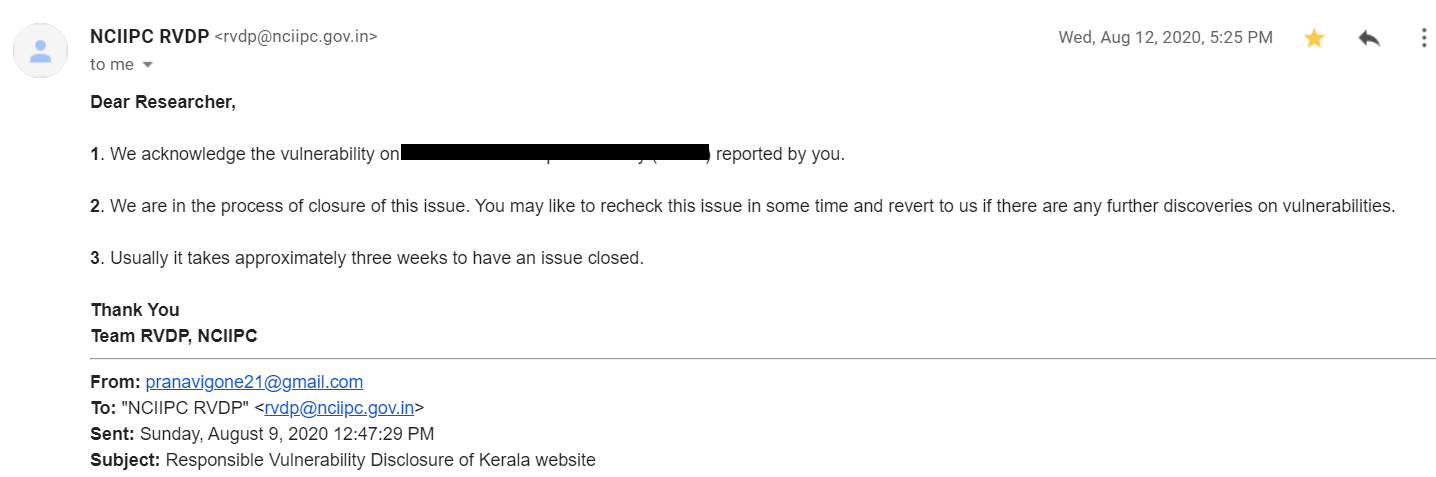 NCIIPC RVDP <rvdp@nciipc.gov.in>
Wed, Aug 12, 2020, 5:25 PM
to me
Dear Researcher,
1. We acknowledge the vulnerability on reported by you.
2. We are in the process of closure of this issue. You may like to recheck this issue in some time and revert to us if there are any further discoveries on vulnerabilities.
3. Usually it takes approximately three weeks to have an issue closed.
Thank You
Team RVDP, NCIIPC
From: pranavigone21@gmail.com
To: "NCIIPC RVDP" <rvdp@nciipc.gov.in>
Sent: Sunday, August 9, 2020 12:47:29 PM
Subject: Responsible Vulnerability Disclosure of Kerala website